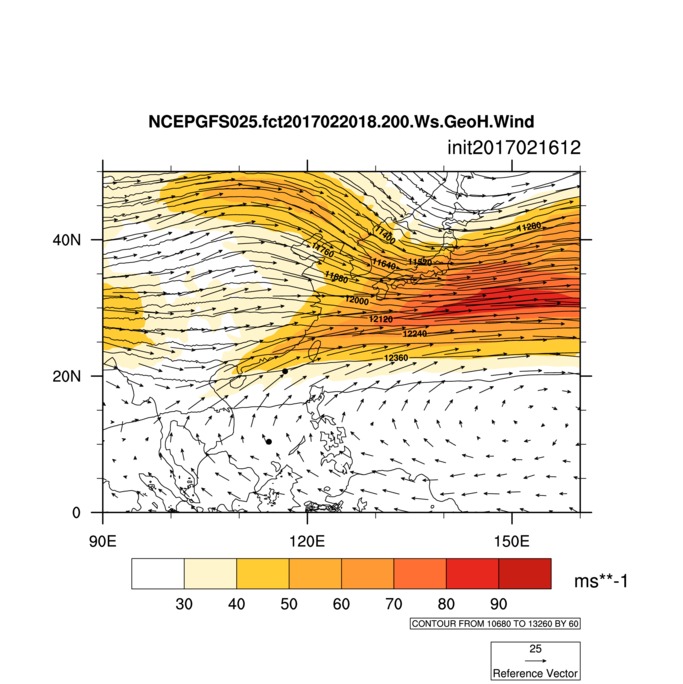 NCEPGFS025.fct2017022018.200.Ws.GeoH.Wind
init2017021612
40N
20N
0
90E 120E 150E
11400
11280
11760
11640
11520
11880
12000
12120
12240
12360
30 40 50 60 70 80 90
ms**-1
CONTOUR FROM 10680 TO 13260 BY 60
25
Reference Vector